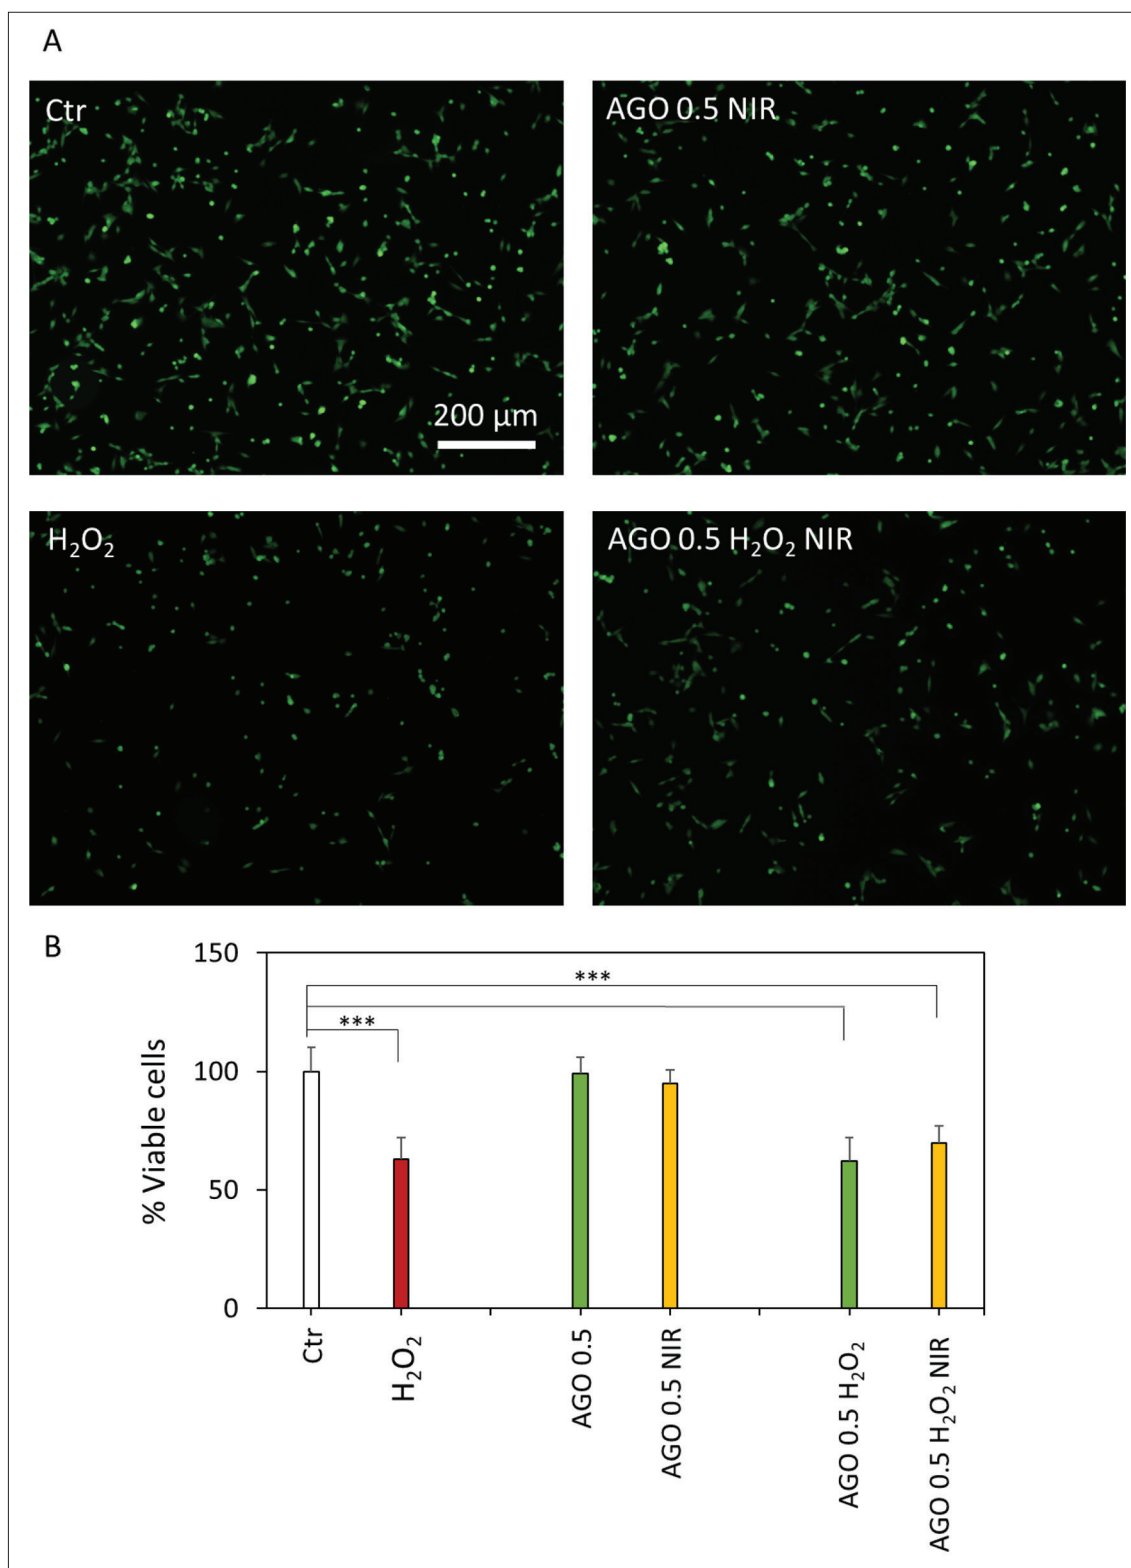 A
Ctr
AGO 0.5 NIR
200 µm
H₂O₂
AGO 0.5 H₂O₂ NIR
B
% Viable cells
150
100
50
0
***
***
Ctr
H₂O₂
AGO 0.5
AGO 0.5 NIR
AGO 0.5 H₂O₂
AGO 0.5 H₂O₂ NIR